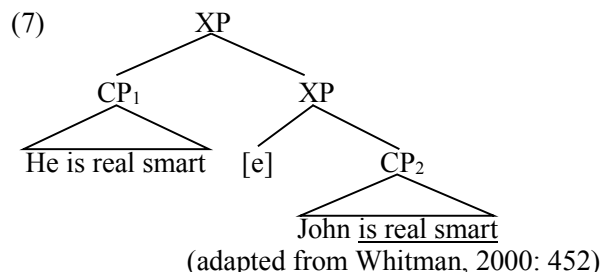 (7) XP
CP₁ XP
He is real smart [e] CP₂
John is real smart
(adapted from Whitman, 2000: 452)